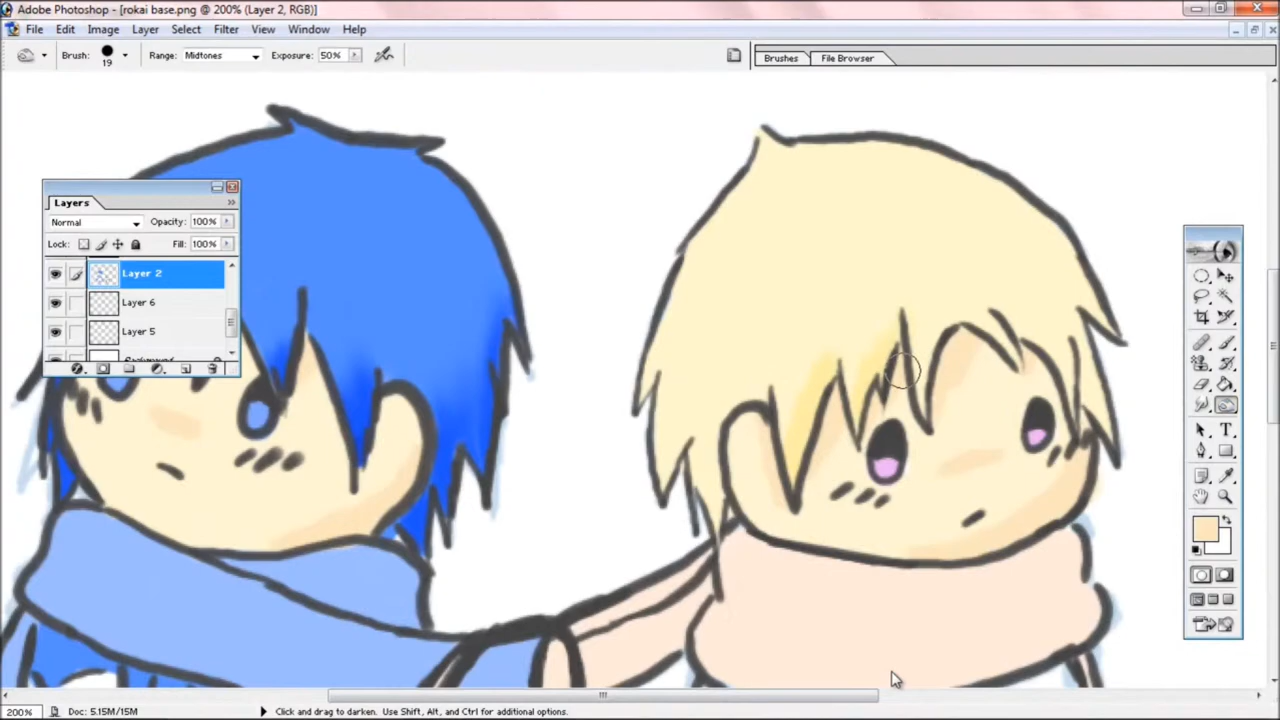 Adobe Photoshop - [rokai base.png @ 200% (Layer 2, RGB)]
File Edit Image Layer Select Filter View Window Help
Brush: 19 Range: Midtones Exposure: 50% Brushes File Browser
Layers
Normal Opacity: 100%
Lock: Fill: 100%
Layer 2
Layer 6
Layer 5
Background
T
200% Doc: 5.15M/15M Click and drag to darken. Use Shift, Alt, and Ctrl for additional options.